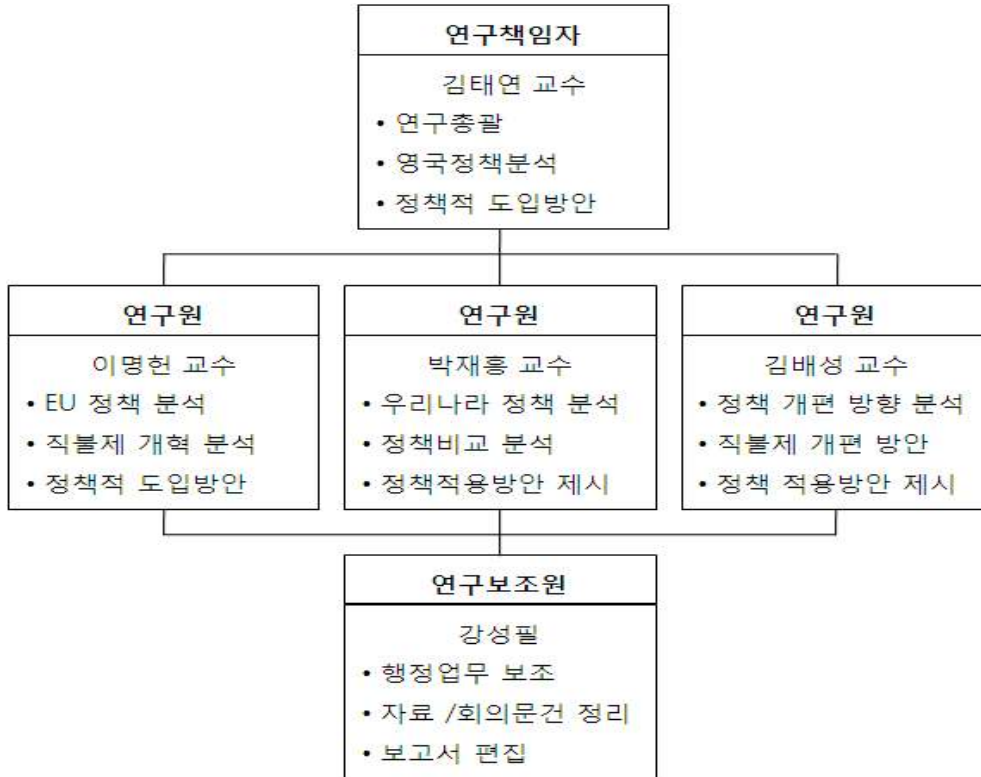 연구책임자
김태연 교수
• 연구총괄
• 영국정책분석
• 정책적 도입방안
연구원
이명헌 교수
• EU 정책 분석
• 직불제 개혁 분석
• 정책적 도입방안
연구원
박재홍 교수
• 우리나라 정책 분석
• 정책비교 분석
• 정책적용방안 제시
연구원
김배성 교수
• 정책 개편 방향 분석
• 직불제 개편 방안
• 정책 적용방안 제시
연구보조원
강성필
• 행정업무 보조
• 자료 /회의문건 정리
• 보고서 편집